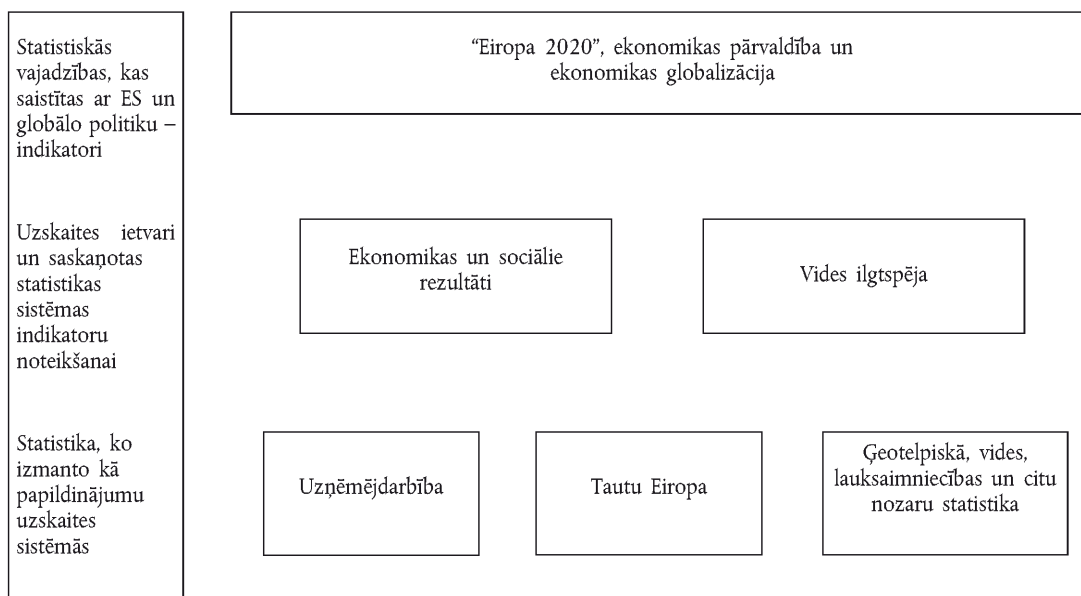 Statistiskās
vajadzības, kas
saistītas ar ES un
globālo politiku –
indikatori
“Eiropa 2020”, ekonomikas pārvaldība un
ekonomikas globalizācija
Uzskaites ietvari
un saskaņotas
statistikas
sistēmas
indikatoru
noteikšanai
Ekonomikas un sociālie
rezultāti
Vides ilgtspēja
Statistika, ko
izmanto kā
papildinājumu
uzskaites
sistēmās
Uzņēmējdarbība
Tautu Eiropa
Ģeotelpiskā, vides,
lauksaimniecības un citu
nozaru statistika